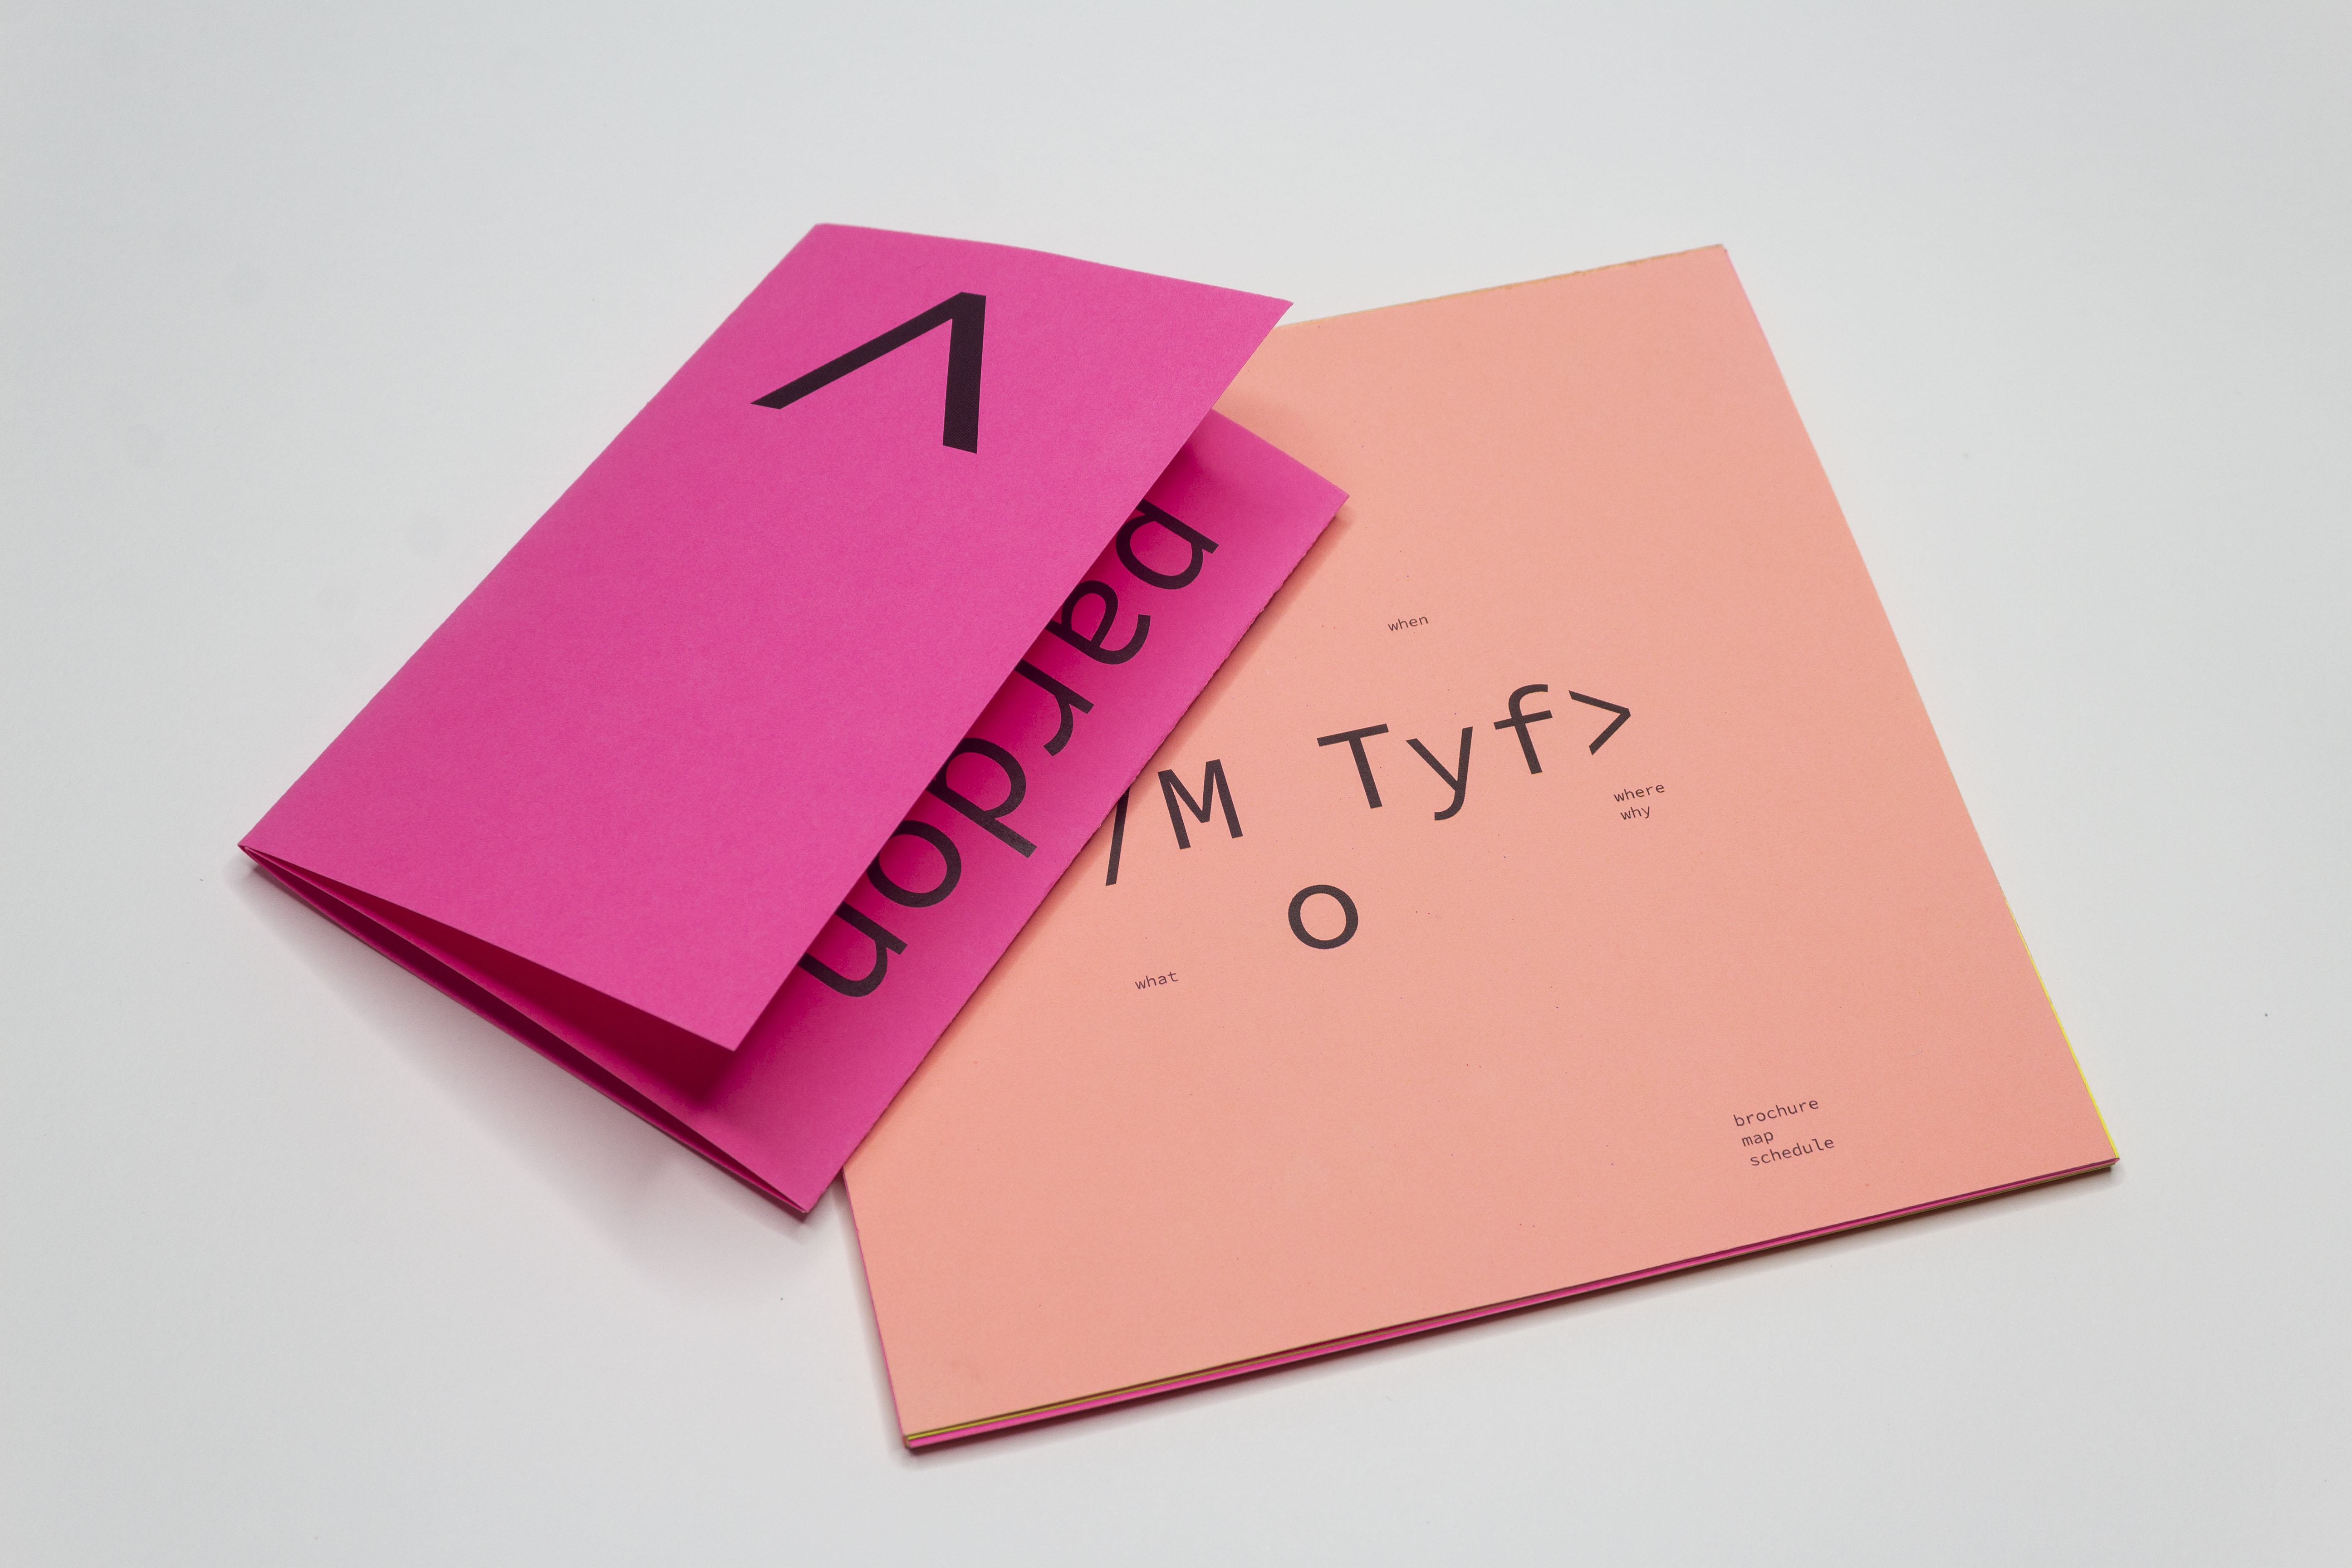 <
pardon
when
/M Tyf>
where
why
o
what
brochure
map
schedule